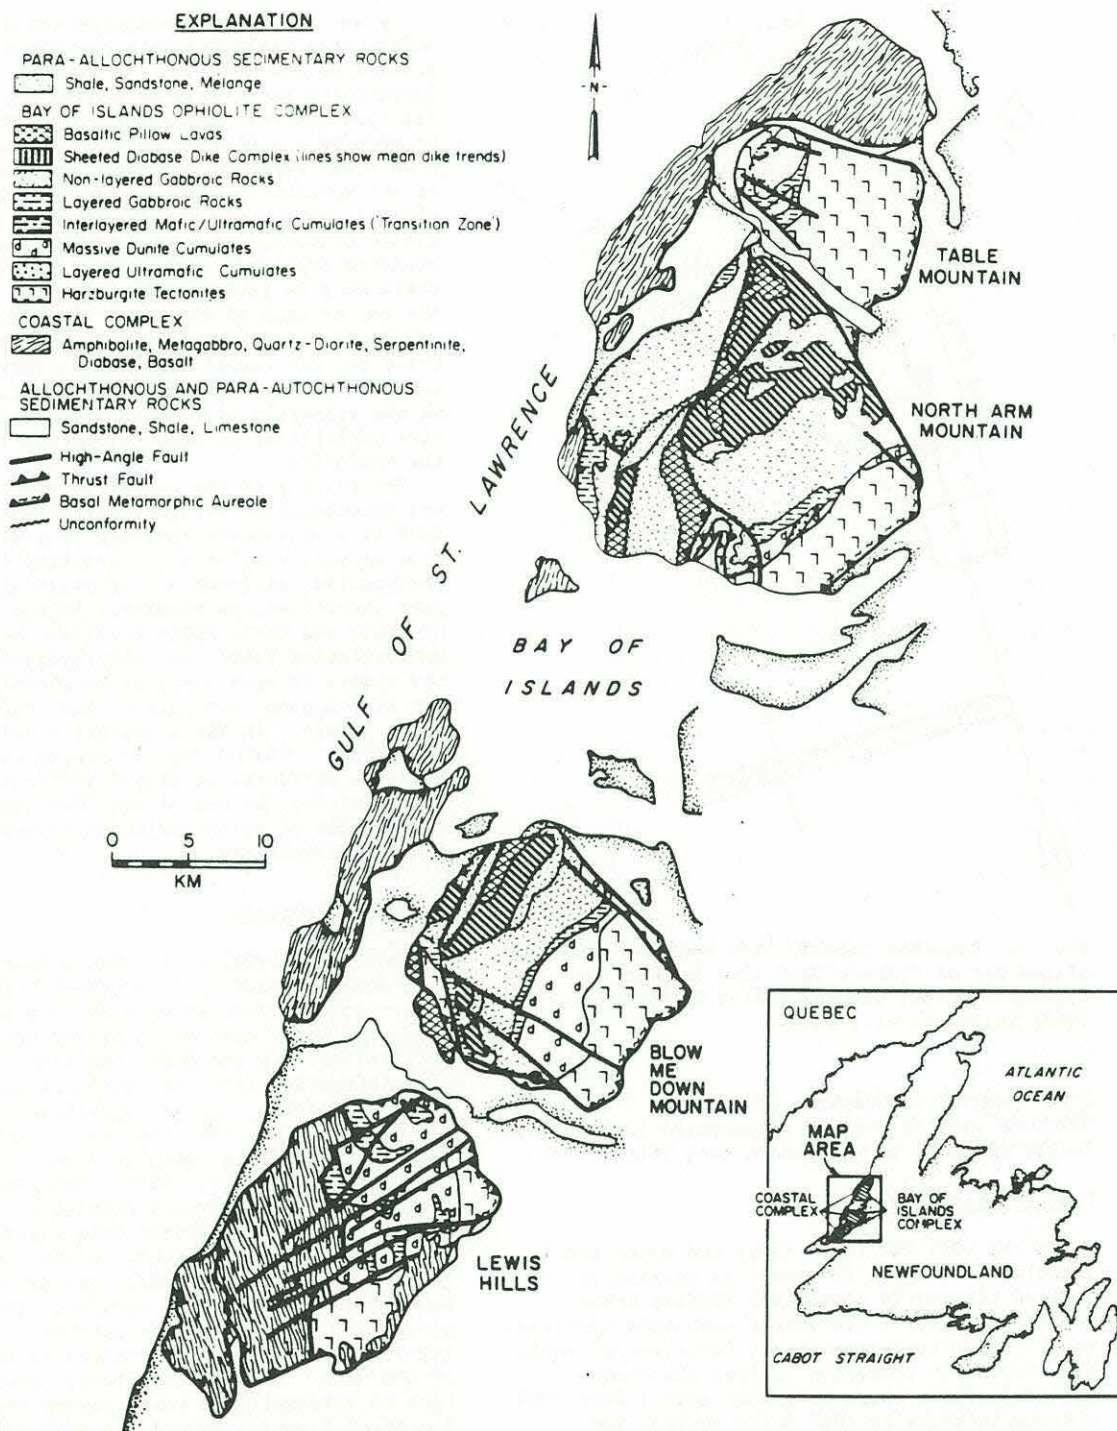 EXPLANATION
PARA-ALLOCHTHONOUS SEDIMENTARY ROCKS
Shale, Sandstone, Mélange
BAY OF ISLANDS OPHIOLITE COMPLEX
Basaltic Pillow Lavas
Sheeted Diabase Dike Complex (lines show mean dike trends)
Non-layered Gabbroic Rocks
Layered Gabbroic Rocks
Interlayered Mafic/Ultramafic Cumulates ('Transition Zone')
Massive Dunite Cumulates
Layered Ultramafic Cumulates
Harzburgite Tectonites
COASTAL COMPLEX
Amphibolite, Metagabbro, Quartz-Diorite, Serpentinite,
Diabase, Basalt
ALLOCHTHONOUS AND PARA-AUTOCHTHONOUS
SEDIMENTARY ROCKS
Sandstone, Shale, Limestone
High-Angle Fault
Thrust Fault
Basal Metamorphic Aureole
Unconformity
-N-
TABLE
MOUNTAIN
NORTH ARM
MOUNTAIN
GULF OF ST. LAWRENCE
BAY OF
ISLANDS
0 5 10
KM
BLOW
ME
DOWN
MOUNTAIN
LEWIS
HILLS
QUEBEC
ATLANTIC
OCEAN
MAP
AREA
COASTAL
COMPLEX
BAY OF
ISLANDS
COMPLEX
NEWFOUNDLAND
CABOT STRAIGHT